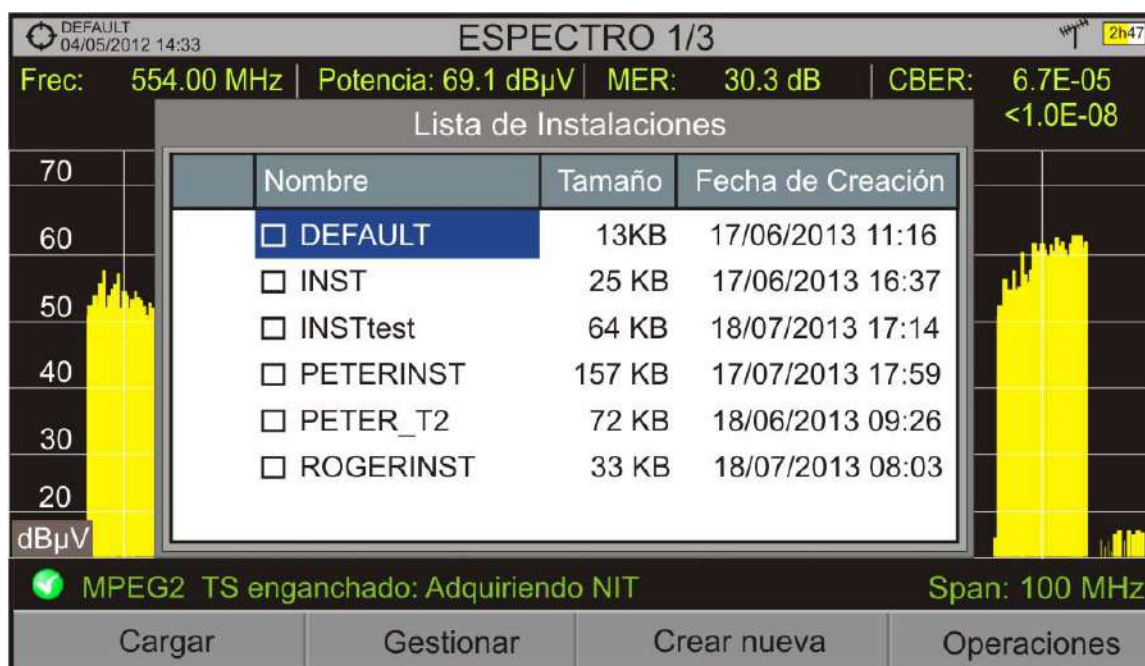 DEFAULT
04/05/2012 14:33
ESPECTRO 1/3
2h47
Frec: 554.00 MHz Potencia: 69.1 dBµV MER: 30.3 dB CBER: 6.7E-05
<1.0E-08
Lista de Instalaciones
Nombre Tamaño Fecha de Creación
DEFAULT 13KB 17/06/2013 11:16
INST 25 KB 17/06/2013 16:37
INSTtest 64 KB 18/07/2013 17:14
PETERINST 157 KB 17/07/2013 17:59
PETER_T2 72 KB 18/06/2013 09:26
ROGERINST 33 KB 18/07/2013 08:03
70
60
50
40
30
20
dBµV
MPEG2 TS enganchado: Adquiriendo NIT Span: 100 MHz
Cargar Gestionar Crear nueva Operaciones